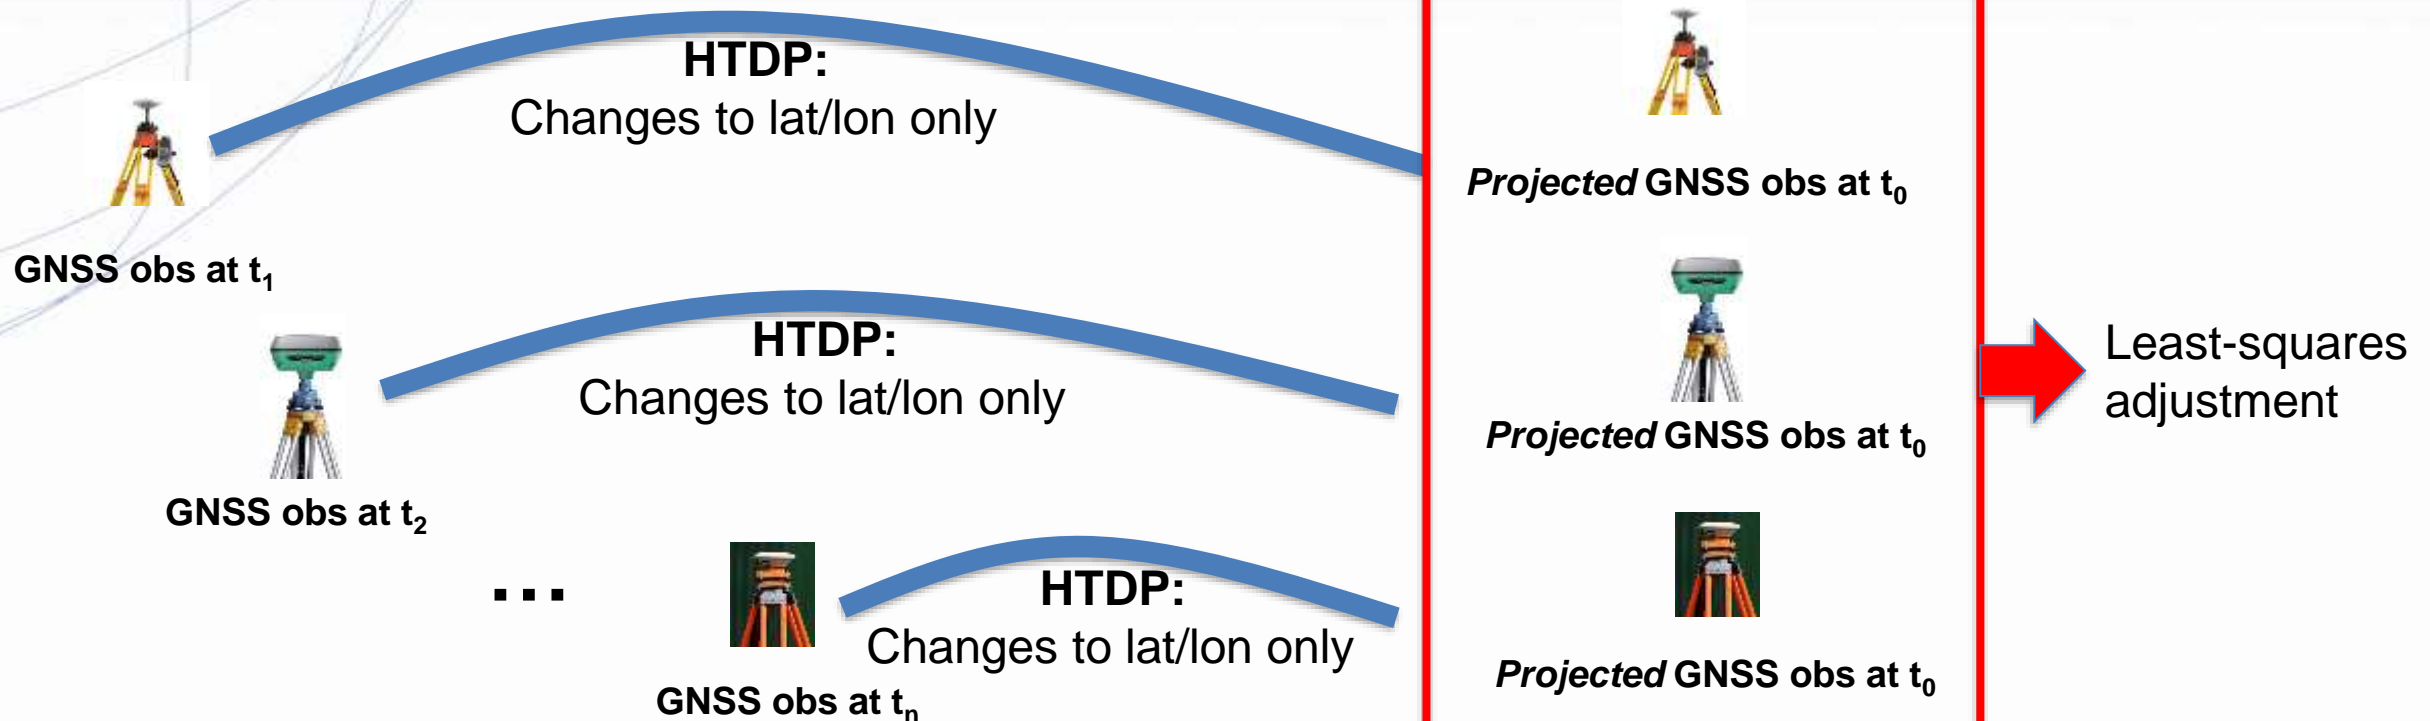 HTDP:
Changes to lat/lon only
Projected GNSS obs at t0
GNSS obs at t1
HTDP:
Changes to lat/lon only
Least-squares
adjustment
Projected GNSS obs at t0
GNSS obs at t2
...
HTDP:
Changes to lat/lon only
Projected GNSS obs at t0
GNSS obs at tn